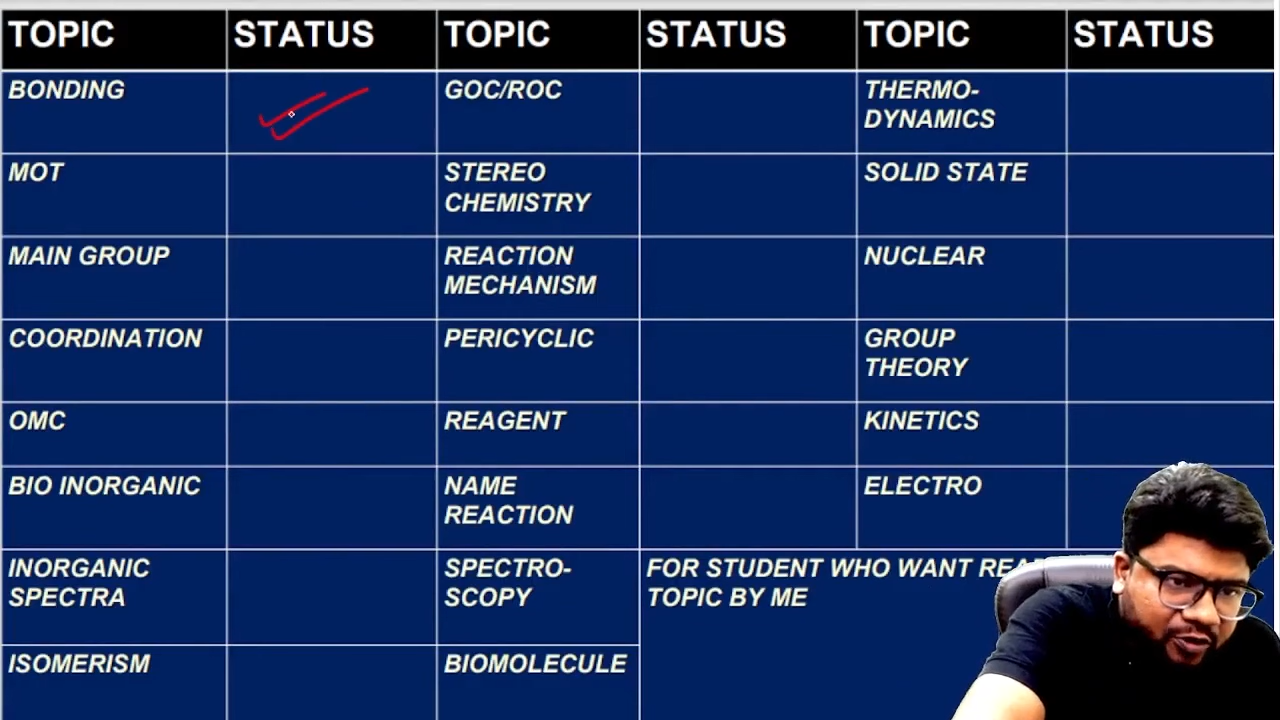 TOPIC STATUS TOPIC STATUS TOPIC STATUS
BONDING GOC/ROC THERMO-
DYNAMICS
MOT STEREO SOLID STATE
CHEMISTRY
MAIN GROUP REACTION NUCLEAR
MECHANISM
COORDINATION PERICYCLIC GROUP
THEORY
OMC REAGENT KINETICS
BIO INORGANIC NAME ELECTRO
REACTION
INORGANIC SPECTRO- FOR STUDENT WHO WANT
SPECTRA SCOPY TOPIC BY ME
ISOMERISM BIOMOLECULE